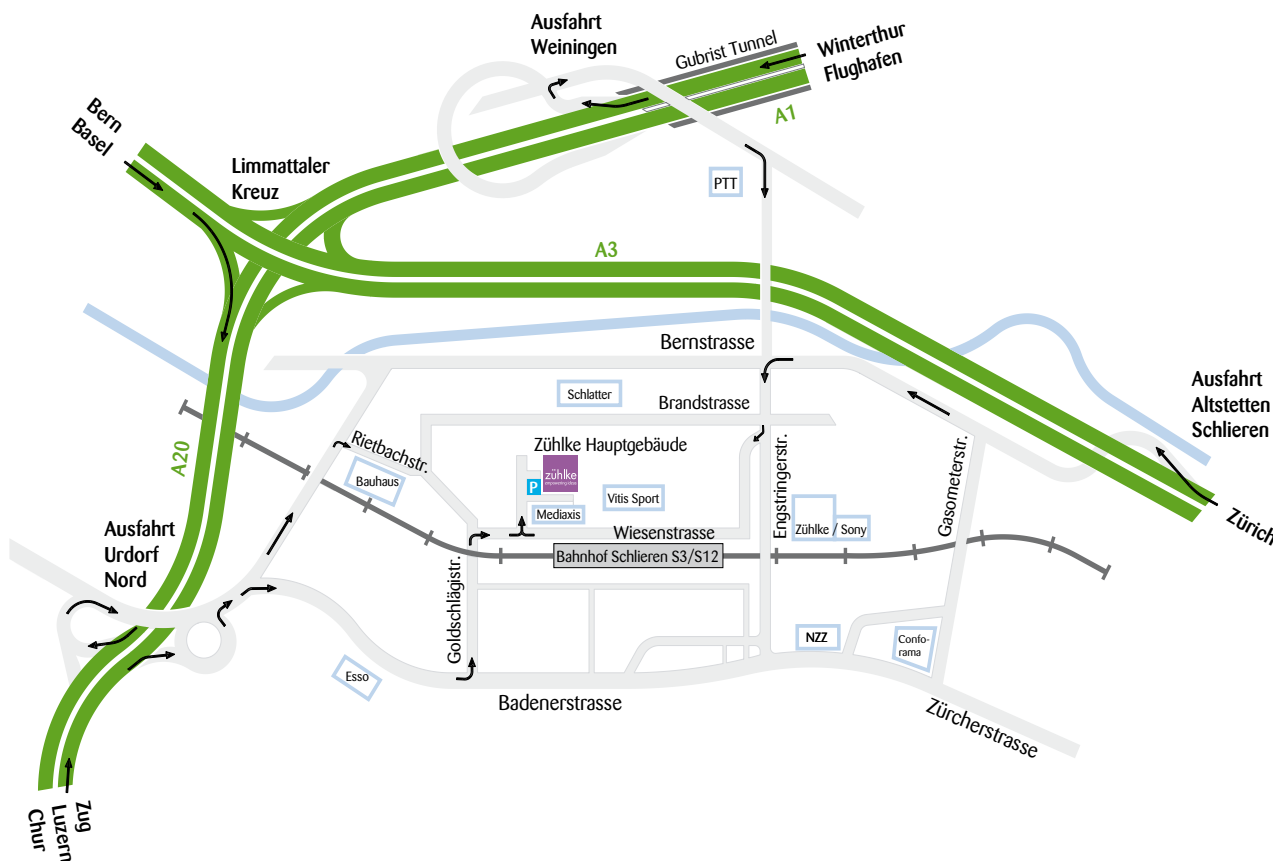 Ausfahrt
Weiningen
Gubrist Tunnel
Winterthur
Flughafen
A1
Bern
Basel
Limmattaler
Kreuz
PTT
A3
Bernstrasse
Ausfahrt
Altstetten
Schlieren
Schlatter
Brandstrasse
Rietbachstr.
Zühlke Hauptgebäude
A20
Bauhaus
P
zühlke
empowering ideas
Vitis Sport
Mediaxis
Engstringerstr.
Zühlke / Sony
Gasometerstr.
Wiesenstrasse
Zürich
Ausfahrt
Urdorf
Nord
Bahnhof Schlieren S3/S12
Goldschlägistr.
NZZ
Confo-
rama
Esso
Badenerstrasse
Zürcherstrasse
Zug
Luzern
Chur